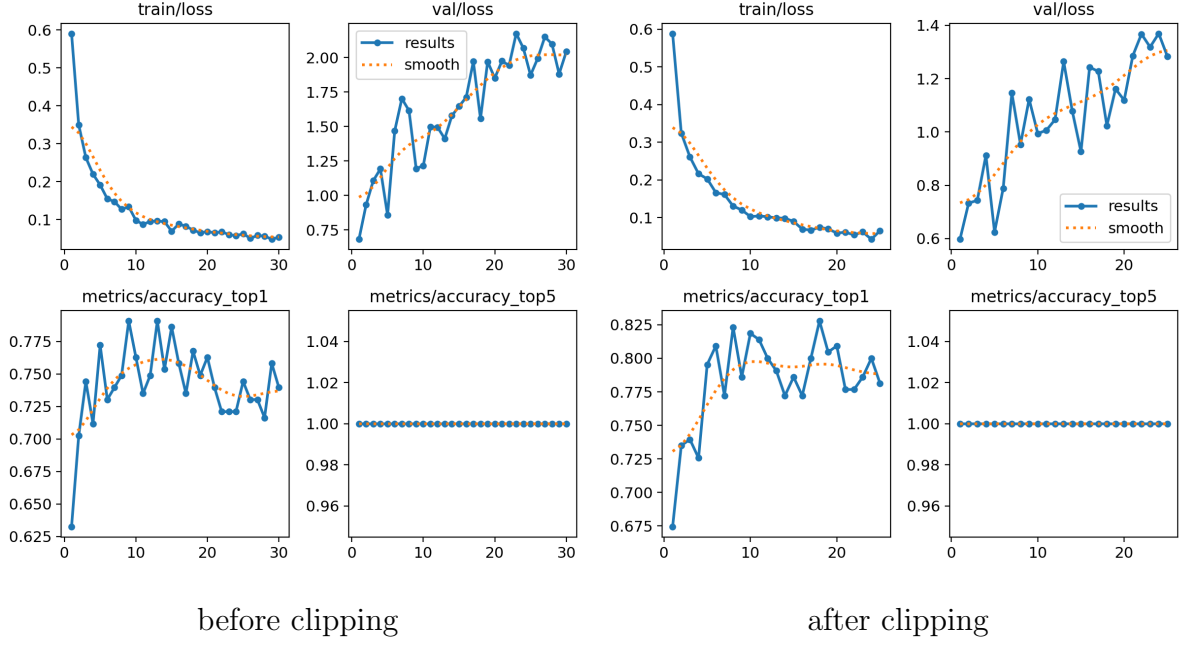 train/loss
0.6
0.5
0.4
0.3
0.2
0.1
0 10 20 30
val/loss
results
smooth
2.00
1.75
1.50
1.25
1.00
0.75
0 10 20 30
train/loss
0.6
0.5
0.4
0.3
0.2
0.1
0 10 20
val/loss
1.4
1.2
1.0
0.8
0.6
results
smooth
0 10 20
metrics/accuracy_top1
0.775
0.750
0.725
0.700
0.675
0.650
0.625
0 10 20 30
metrics/accuracy_top5
1.04
1.02
1.00
0.98
0.96
0 10 20 30
metrics/accuracy_top1
0.825
0.800
0.775
0.750
0.725
0.700
0.675
0 10 20
metrics/accuracy_top5
1.04
1.02
1.00
0.98
0.96
0 10 20
before clipping
after clipping